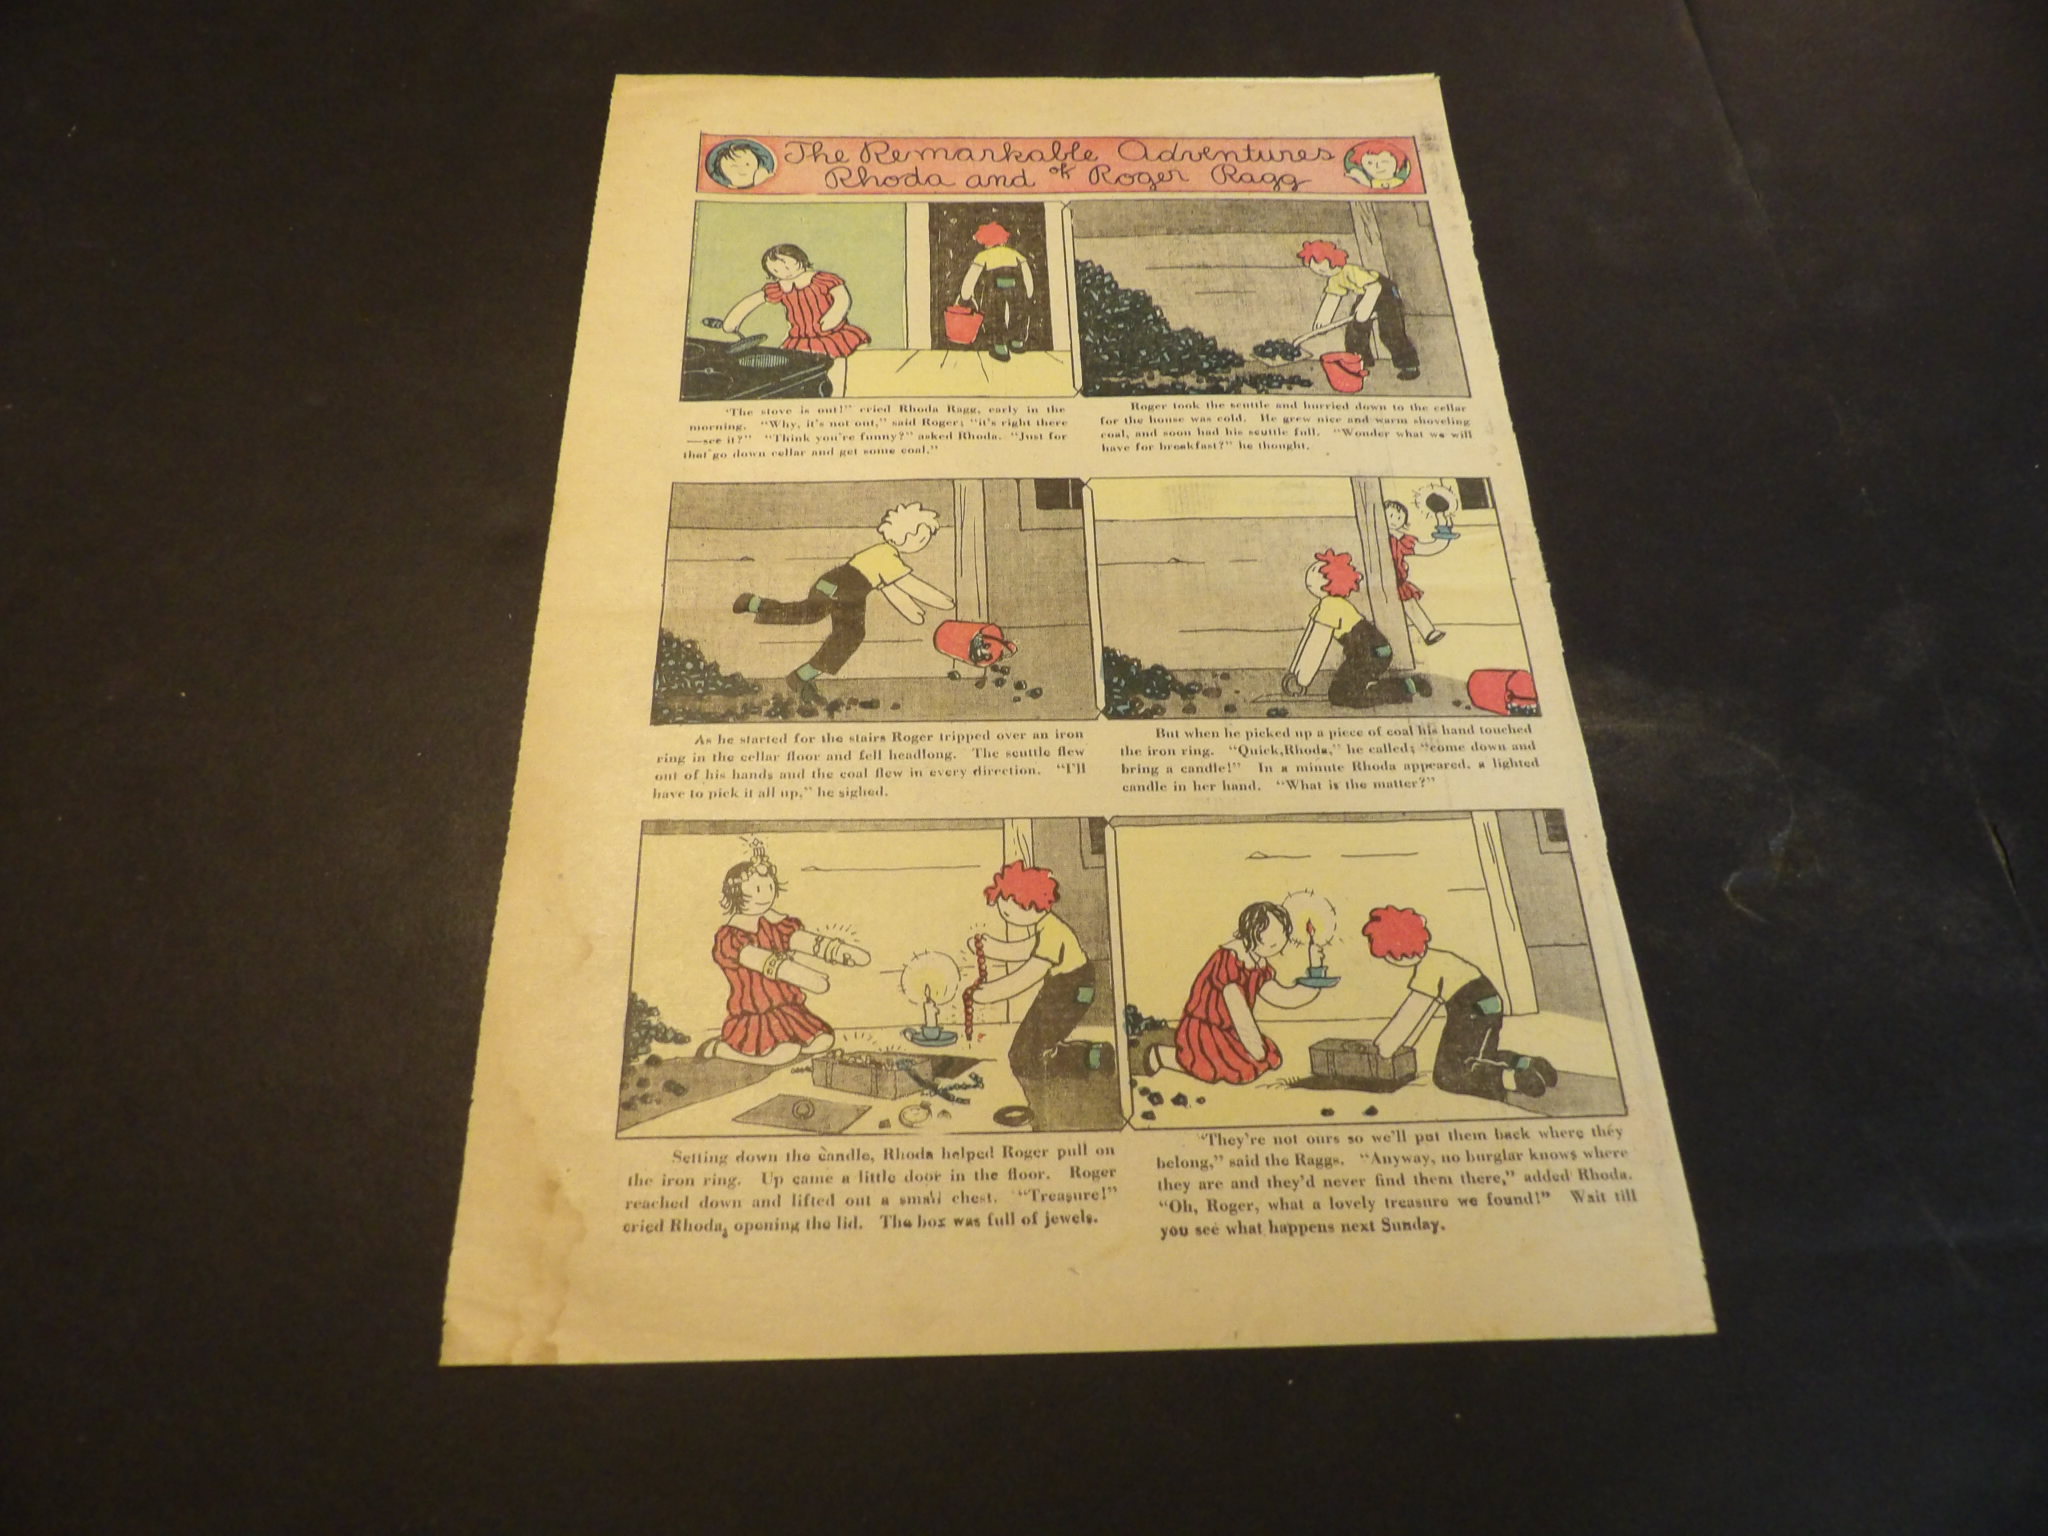 The Remarkable Adventures
of
Rhoda and Roger Ragg
"The stove is out!" cried Rhoda Ragg, early in the
morning. "Why, it's not out," said Roger; "it's right there
—see it?" "Think you're funny?" asked Rhoda. "Just for
that go down cellar and get some coal."
Roger took the scuttle and hurried down to the cellar
for the house was cold. He grew nice and warm shoveling
coal, and soon had his scuttle full. "Wonder what we will
have for breakfast?" he thought.
As he started for the stairs Roger tripped over an iron
ring in the cellar floor and fell headlong. The scuttle flew
out of his hands and the coal flew in every direction. "I'll
have to pick it all up," he sighed.
But when he picked up a piece of coal his hand touched
the iron ring. "Quick, Rhoda," he called; "come down and
bring a candle!" In a minute Rhoda appeared, a lighted
candle in her hand. "What is the matter?"
Setting down the candle, Rhoda helped Roger pull on
the iron ring. Up came a little door in the floor. Roger
reached down and lifted out a small chest. "Treasure!"
cried Rhoda, opening the lid. The box was full of jewels.
"They're not ours so we'll put them back where they
belong," said the Raggs. "Anyway, no burglar knows where
they are and they'd never find them there," added Rhoda.
"Oh, Roger, what a lovely treasure we found!" Wait till
you see what happens next Sunday.